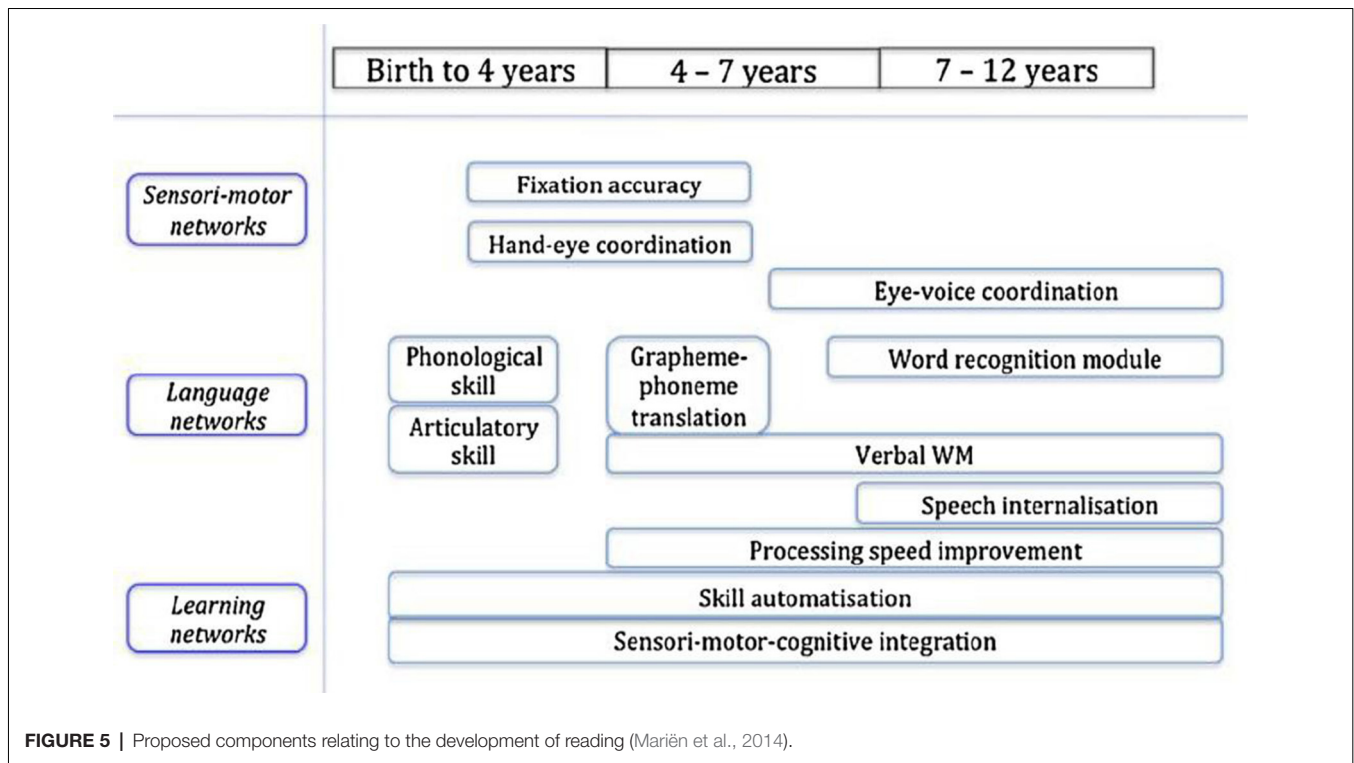 Birth to 4 years
4 – 7 years
7 – 12 years
Sensori-motor
networks
Fixation accuracy
Hand-eye coordination
Eye-voice coordination
Language
networks
Phonological
skill
Articulatory
skill
Grapheme-
phoneme
translation
Word recognition module
Verbal WM
Speech internalisation
Processing speed improvement
Learning
networks
Skill automatisation
Sensori-motor-cognitive integration
FIGURE 5 | Proposed components relating to the development of reading (Mariën et al., 2014).